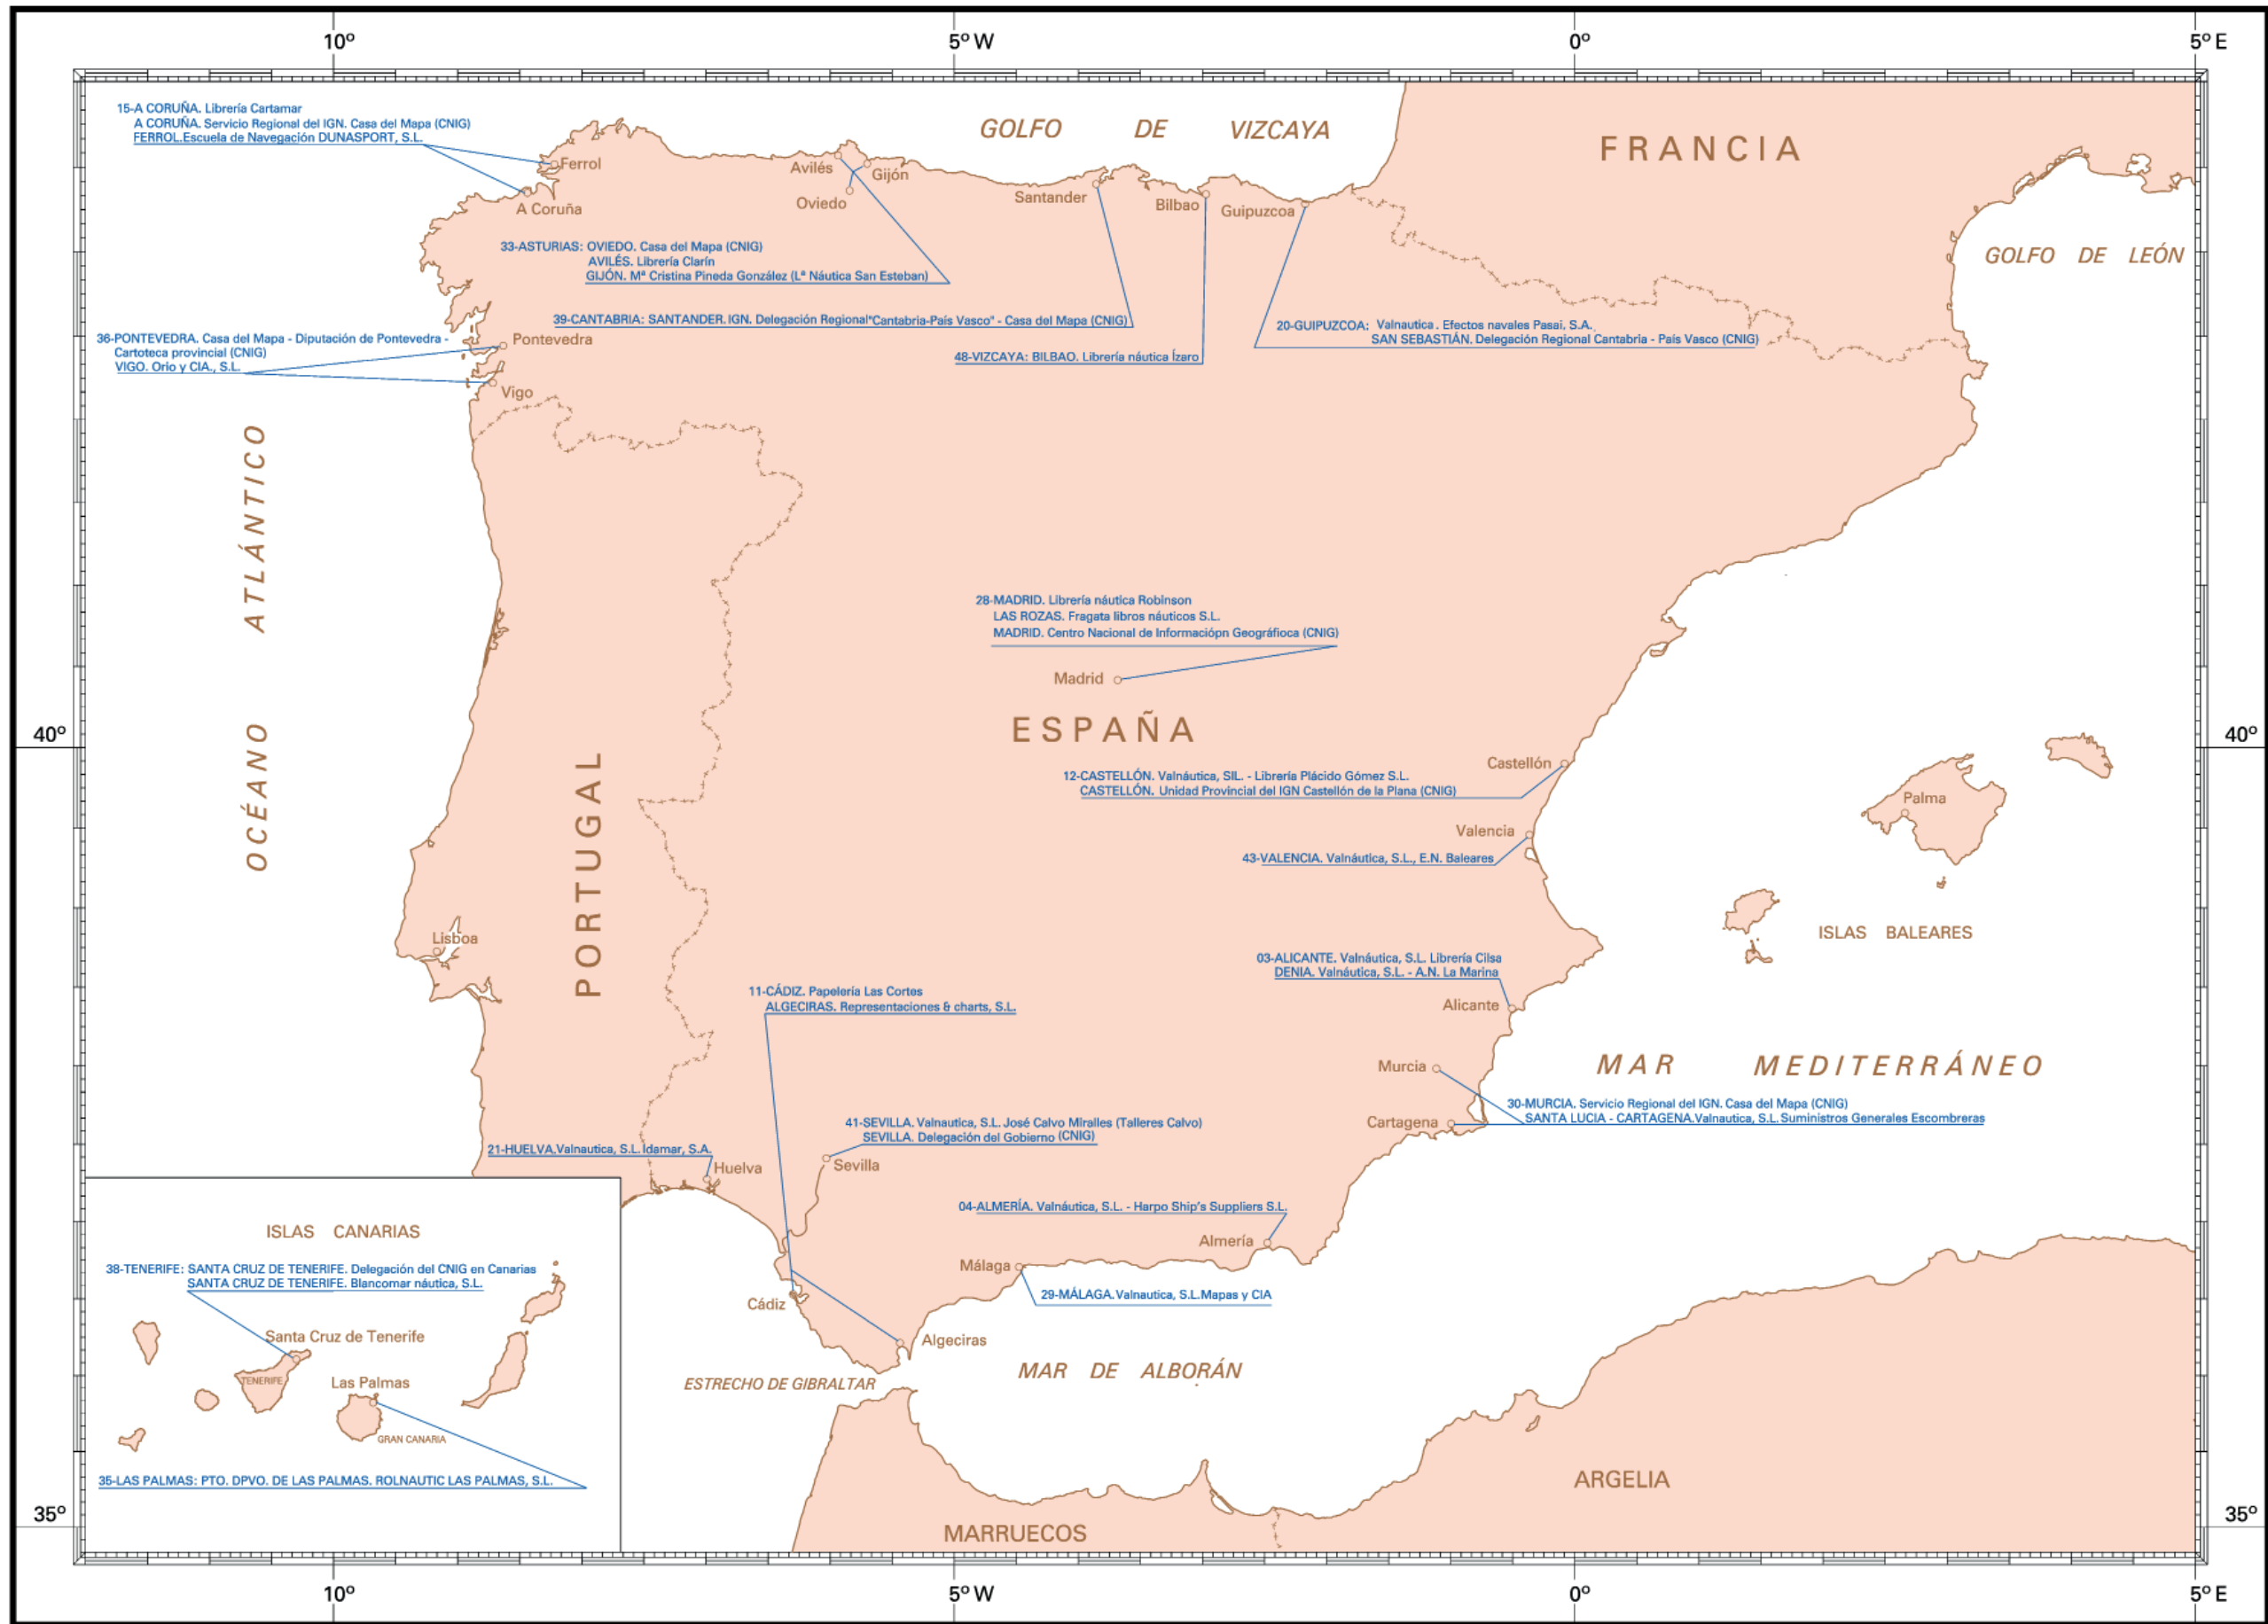 10º
5º W
0º
5º E
15-A CORUÑA. Librería Cartamar
A CORUÑA. Servicio Regional del IGN. Casa del Mapa (CNIG)
FERROL.Escuela de Navegación DUNASPORT, S.L.
GOLFO DE VIZCAYA
FRANCIA
Ferrol
A Coruña
Avilés
Gijón
Oviedo
Santander
Bilbao
Guipuzcoa
GOLFO DE LEÓN
33-ASTURIAS: OVIEDO. Casa del Mapa (CNIG)
AVILÉS. Librería Clarín
GIJÓN. Mª Cristina Pineda González (Lª Náutica San Esteban)
39-CANTABRIA: SANTANDER. IGN. Delegación Regional"Cantabria-País Vasco" - Casa del Mapa (CNIG)
20-GUIPUZCOA: Valnautica . Efectos navales Pasai, S.A.
SAN SEBASTIÁN. Delegación Regional Cantabria - País Vasco (CNIG)
48-VIZCAYA: BILBAO. Librería náutica Ízaro
36-PONTEVEDRA. Casa del Mapa - Diputación de Pontevedra -
Cartoteca provincial (CNIG)
VIGO. Orio y CIA., S.L.
Pontevedra
Vigo
OCÉANO ATLÁNTICO
28-MADRID. Librería náutica Robinson
LAS ROZAS. Fragata libros náuticos S.L.
MADRID. Centro Nacional de Informaciópn Geográfioca (CNIG)
Madrid
ESPAÑA
40º
40º
PORTUGAL
Castellón
12-CASTELLÓN. Valnáutica, SIL. - Librería Plácido Gómez S.L.
CASTELLÓN. Unidad Provincial del IGN Castellón de la Plana (CNIG)
Palma
Valencia
43-VALENCIA. Valnáutica, S.L., E.N. Baleares
ISLAS BALEARES
Lisboa
03-ALICANTE. Valnáutica, S.L. Librería Cilsa
DENIA. Valnáutica, S.L. - A.N. La Marina
Alicante
11-CÁDIZ. Papelería Las Cortes
ALGECIRAS. Representaciones & charts, S.L.
Murcia
MAR MEDITERRÁNEO
30-MURCIA. Servicio Regional del IGN. Casa del Mapa (CNIG)
SANTA LUCIA - CARTAGENA.Valnautica, S.L.Suministros Generales Escombreras
Cartagena
41-SEVILLA. Valnautica, S.L. José Calvo Miralles (Talleres Calvo)
SEVILLA. Delegación del Gobierno (CNIG)
21-HUELVA.Valnautica, S.L. Idamar, S.A.
Huelva
Sevilla
04-ALMERÍA. Valnáutica, S.L. - Harpo Ship's Suppliers S.L.
Almería
Málaga
29-MÁLAGA.Valnautica, S.L.Mapas y CIA
Cádiz
Algeciras
ESTRECHO DE GIBRALTAR
MAR DE ALBORÁN
ISLAS CANARIAS
38-TENERIFE: SANTA CRUZ DE TENERIFE. Delegación del CNIG en Canarias
SANTA CRUZ DE TENERIFE. Blancomar náutica, S.L.
Santa Cruz de Tenerife
TENERIFE
Las Palmas
GRAN CANARIA
35-LAS PALMAS: PTO. DPVO. DE LAS PALMAS. ROLNAUTIC LAS PALMAS, S.L.
ARGELIA
MARRUECOS
35º
35º
10º
5º W
0º
5º E